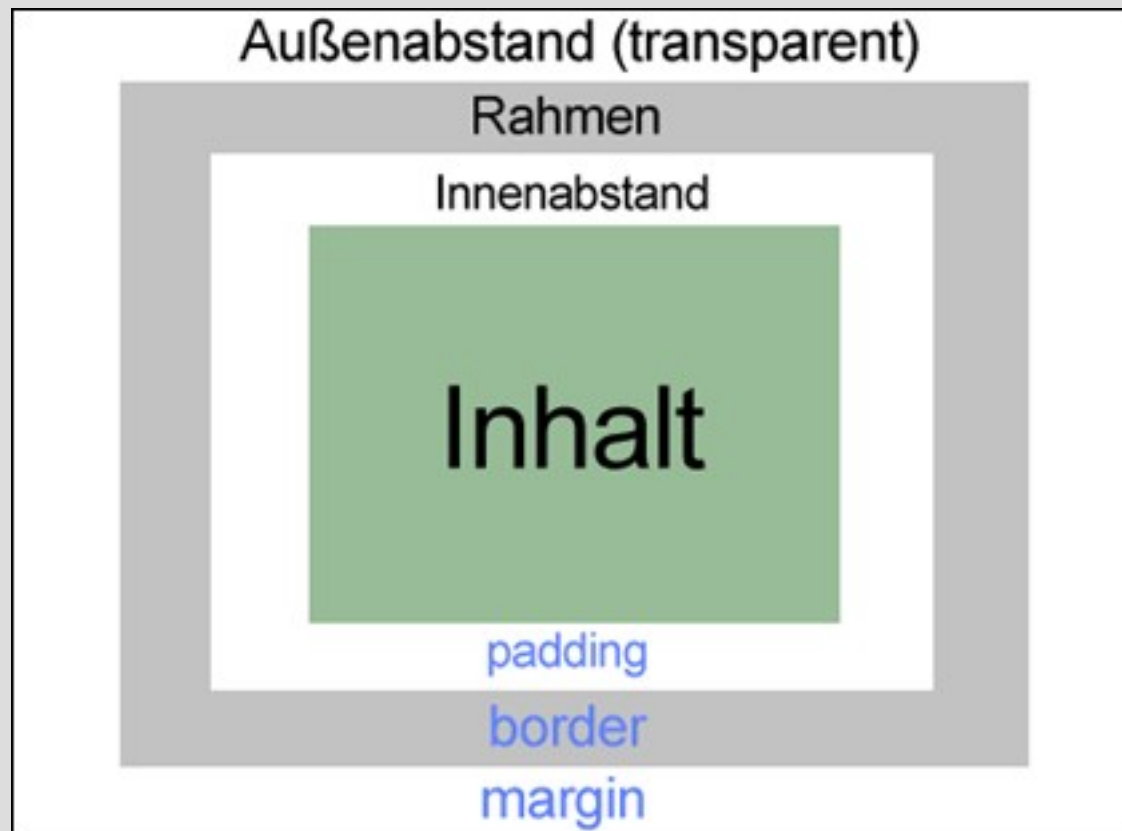 Außenabstand (transparent)
Rahmen
Innenabstand
Inhalt
padding
border
margin